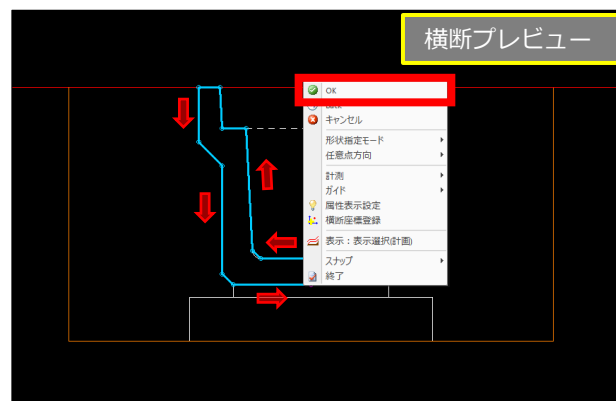 横断プレビュー
OK
Back
キャンセル
形状指定モード
任意点方向
計測
ガイド
属性表示設定
横断座標登録
表示：表示選択(計画)
スナップ
終了